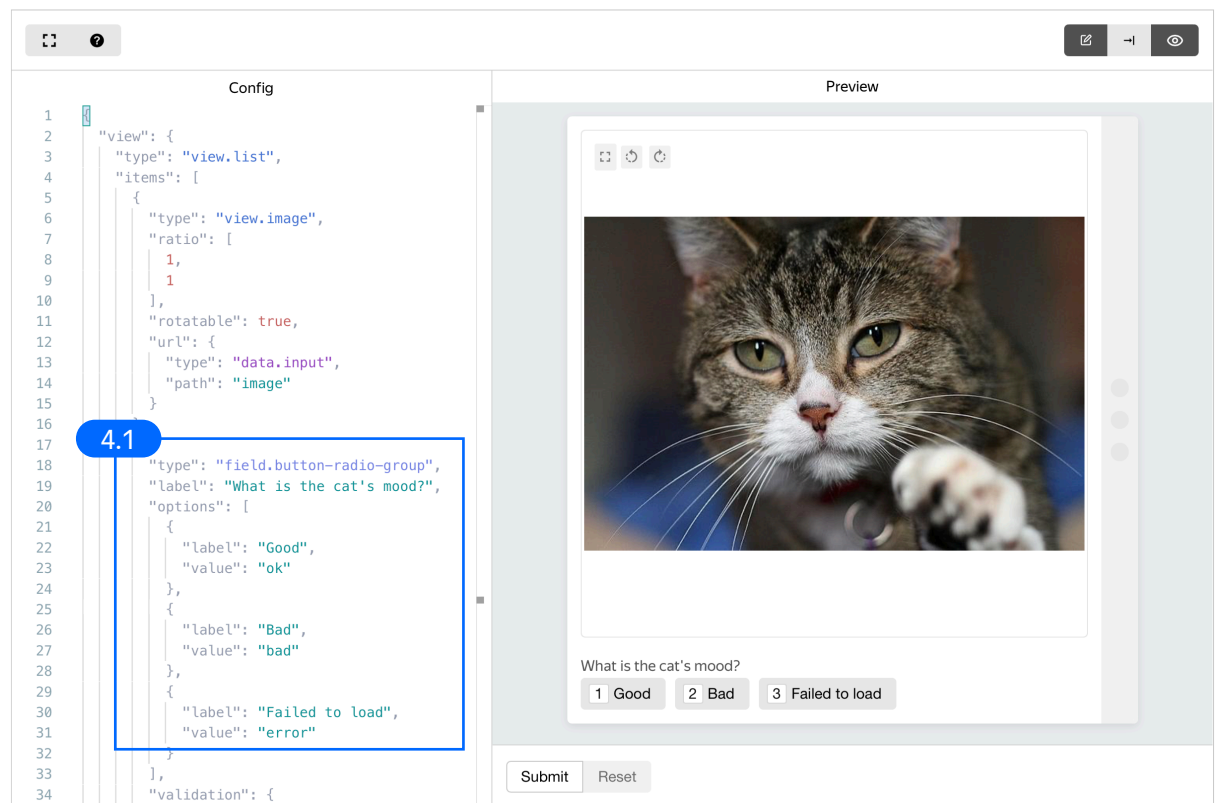 Config
Preview
1 {
2 "view": {
3 "type": "view.list",
4 "items": [
5 {
6 "type": "view.image",
7 "ratio": [
8 1,
9 1
10 ],
11 "rotatable": true,
12 "url": {
13 "type": "data.input",
14 "path": "image"
15 }
16
4.1
17
18 "type": "field.button-radio-group",
19 "label": "What is the cat's mood?",
20 "options": [
21 {
22 "label": "Good",
23 "value": "ok"
24 },
25 {
26 "label": "Bad",
27 "value": "bad"
28 },
29 {
30 "label": "Failed to load",
31 "value": "error"
32 }
33 ],
34 "validation": {
What is the cat's mood?
1 Good 2 Bad 3 Failed to load
Submit Reset